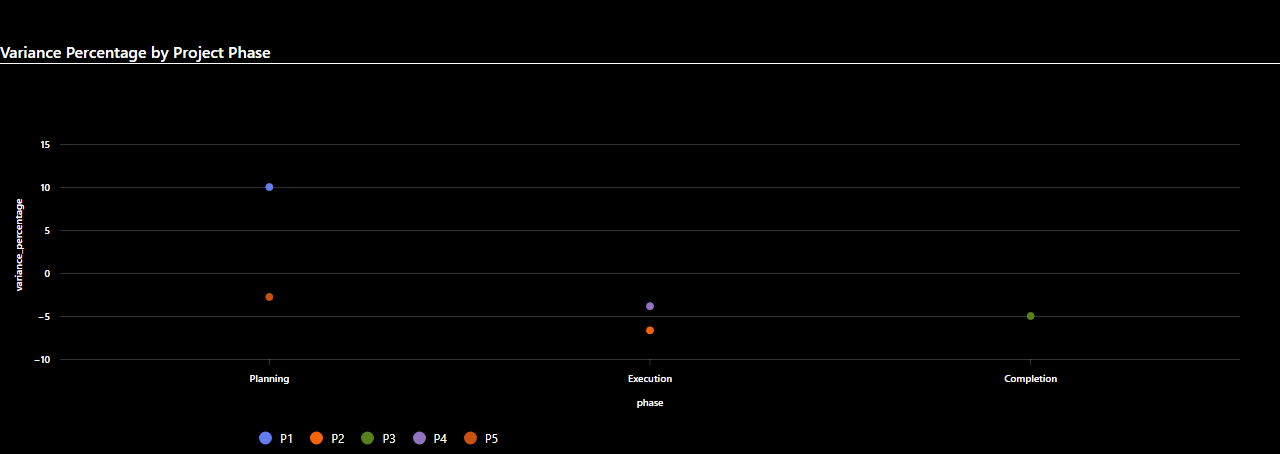 Variance Percentage by Project Phase
15
10
5
0
−5
−10
variance_percentage
Planning Execution Completion
phase
P1 P2 P3 P4 P5